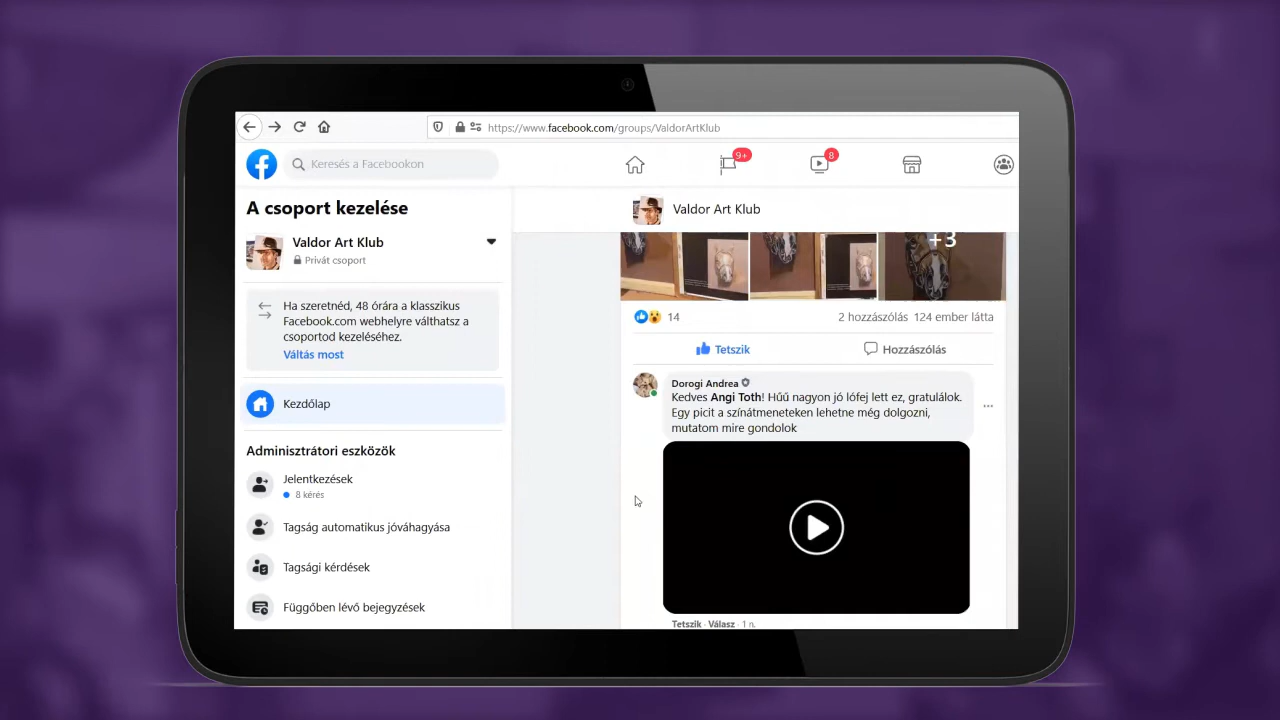 https://www.facebook.com/groups/ValdorArtKlub
Keresés a Facebookon
9+
8
A csoport kezelése
Valdor Art Klub
Privát csoport
Ha szeretnéd, 48 órára a klasszikus
Facebook.com webhelyre válthatsz a
csoportod kezeléséhez.
Váltás most
Kezdőlap
Adminisztrátori eszközök
Jelentkezések
8 kérés
Tagság automatikus jóváhagyása
Tagsági kérdések
Függőben lévő bejegyzések
Valdor Art Klub
+3
14
2 hozzászólás 124 ember látta
Tetszik
Hozzászólás
Dorogi Andrea
Kedves Angi Toth! Húú nagyon jó lófej lett ez, gratulálok.
Egy picit a színátmeneteken lehetne még dolgozni,
mutatom mire gondolok
Tetszik · Válasz · 1 n.